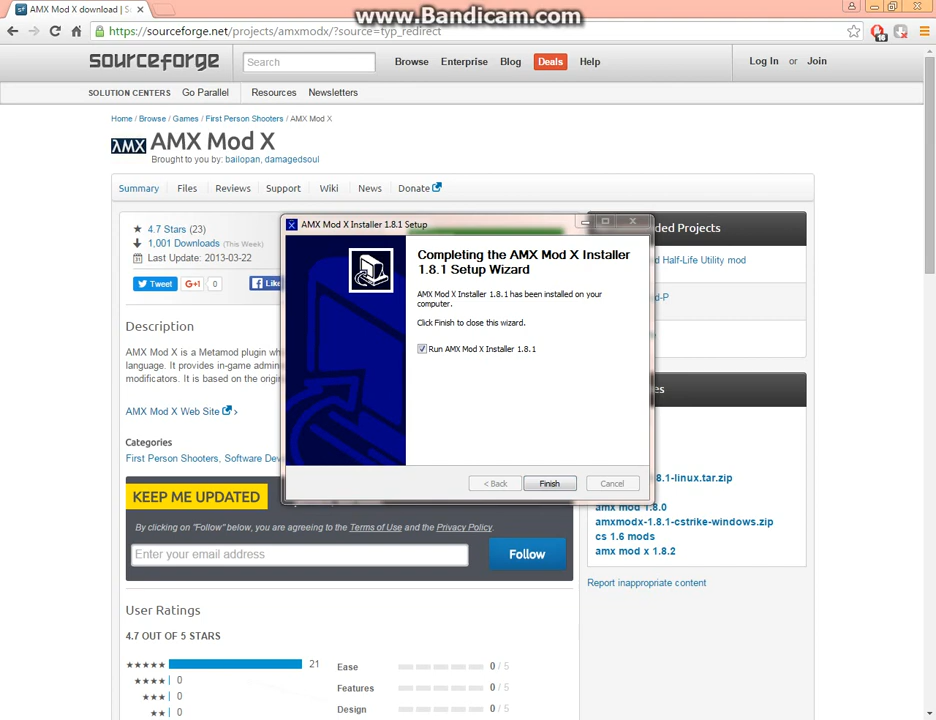 AMX Mod X download | S
www.Bandicam.com
https://sourceforge.net/projects/amxmodx/?source=typ_redirect
sourceforge
Search
Browse
Enterprise
Blog
Deals
Help
Log In or Join
SOLUTION CENTERS
Go Parallel
Resources
Newsletters
Home / Browse / Games / First Person Shooters / AMX Mod X
λMX
AMX Mod X
Brought to you by: bailopan, damagedsoul
Summary
Files
Reviews
Support
Wiki
News
Donate
4.7 Stars (23)
1,001 Downloads (This Week)
Last Update: 2013-03-22
Tweet
0
G+1
0
Like
Description
AMX Mod X is a Metamod plugin wh
language. It provides in-game admin
modificators. It is based on the origin
AMX Mod X Web Site ›
Categories
First Person Shooters, Software Dev
KEEP ME UPDATED
By clicking on "Follow" below, you are agreeing to the Terms of Use and the Privacy Policy.
Enter your email address
Follow
User Ratings
4.7 OUT OF 5 STARS
★★★★★ 21
★★★★ 0
★★★ 0
★★ 0
Ease 0 / 5
Features 0 / 5
Design 0 / 5
AMX Mod X Installer 1.8.1 Setup
Completing the AMX Mod X Installer
1.8.1 Setup Wizard
AMX Mod X Installer 1.8.1 has been installed on your
computer.
Click Finish to close this wizard.
Run AMX Mod X Installer 1.8.1
< Back
Finish
Cancel
ded Projects
d Half-Life Utility mod
d-P
es
8.1-linux.tar.zip
amx mod 1.8.0
amxmodx-1.8.1-cstrike-windows.zip
cs 1.6 mods
amx mod x 1.8.2
Report inappropriate content